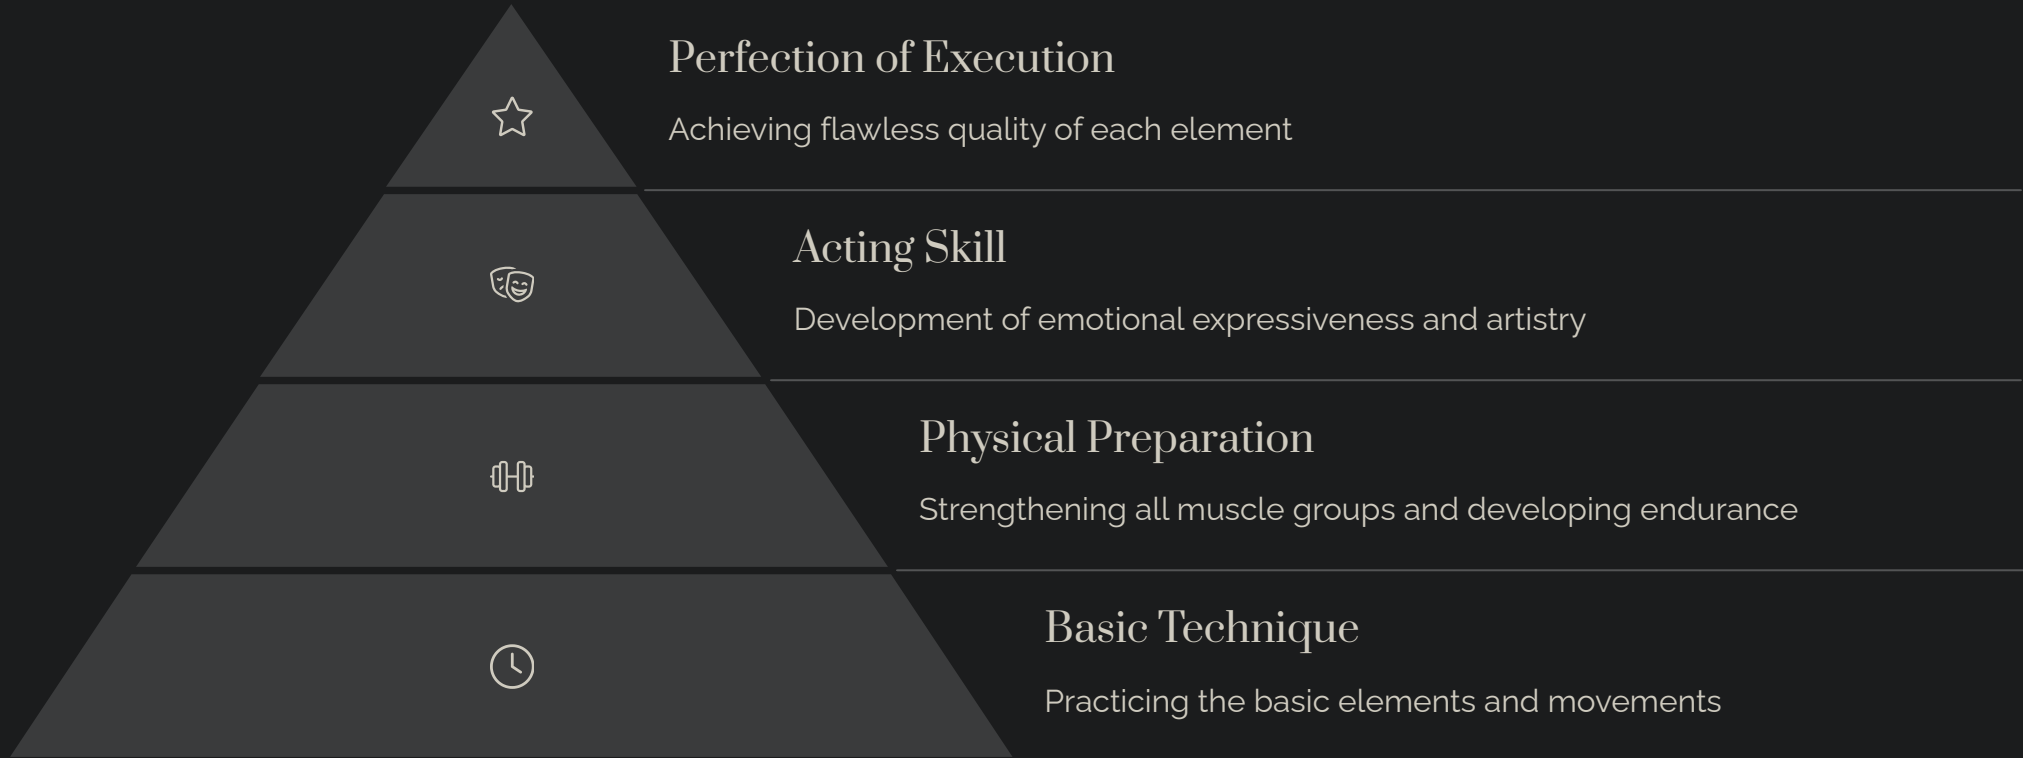 Perfection of Execution
Achieving flawless quality of each element
Acting Skill
Development of emotional expressiveness and artistry
Physical Preparation
Strengthening all muscle groups and developing endurance
Basic Technique
Practicing the basic elements and movements